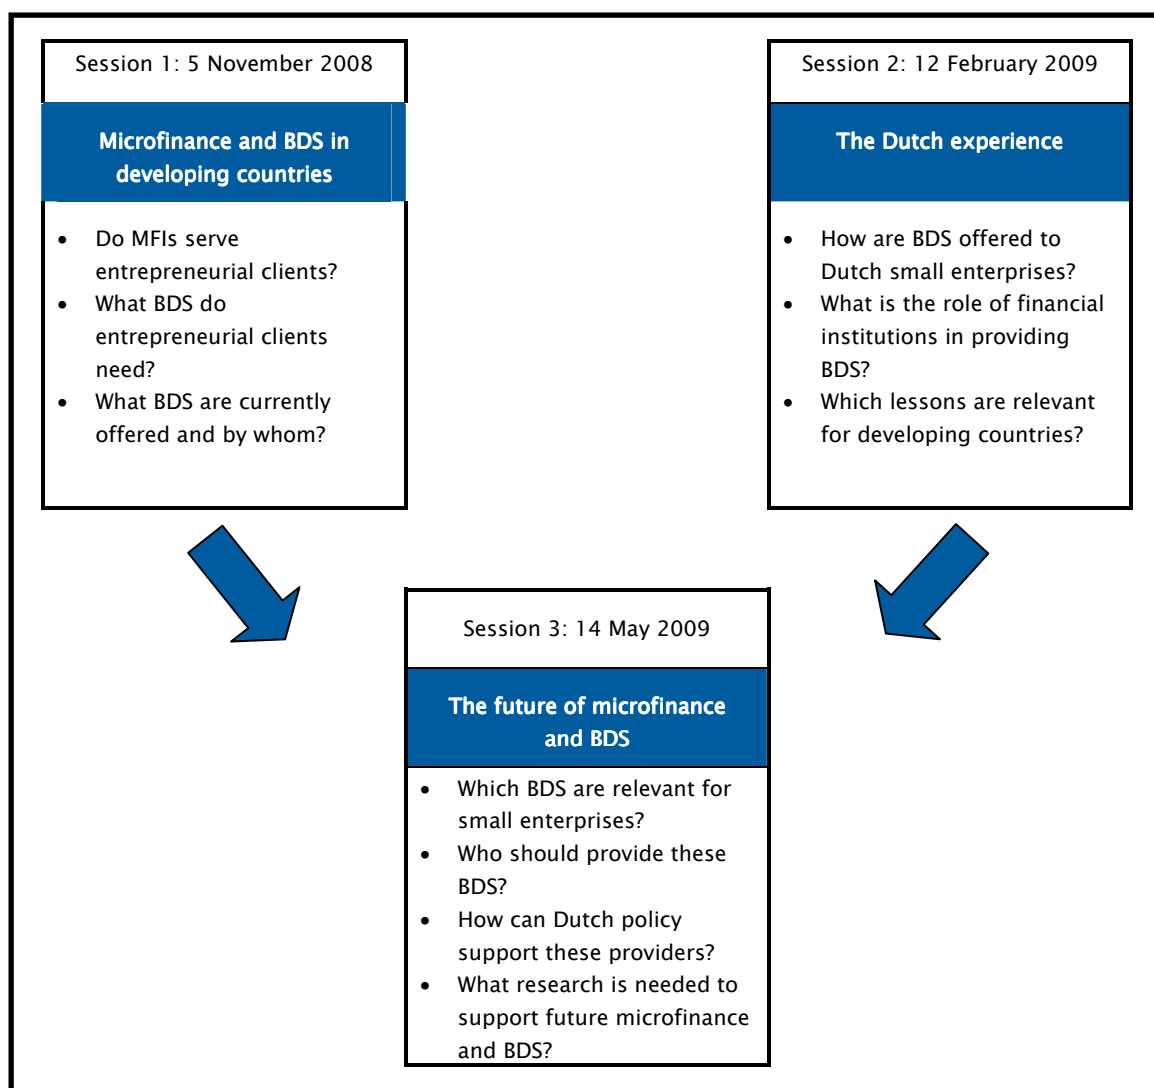 Session 1: 5 November 2008
Microfinance and BDS in
developing countries
• Do MFIs serve
entrepreneurial clients?
• What BDS do
entrepreneurial clients
need?
• What BDS are currently
offered and by whom?
Session 2: 12 February 2009
The Dutch experience
• How are BDS offered to
Dutch small enterprises?
• What is the role of financial
institutions in providing
BDS?
• Which lessons are relevant
for developing countries?
Session 3: 14 May 2009
The future of microfinance
and BDS
• Which BDS are relevant for
small enterprises?
• Who should provide these
BDS?
• How can Dutch policy
support these providers?
• What research is needed to
support future microfinance
and BDS?